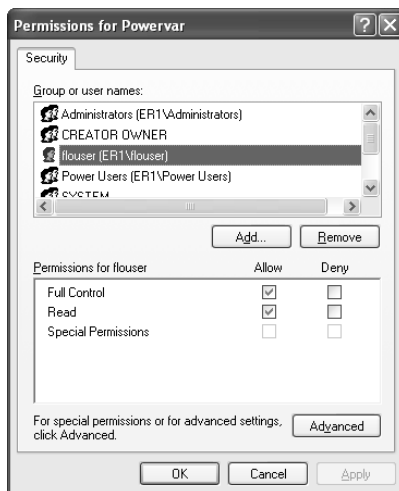 Permissions for Powervar
Security
Group or user names:
Administrators (ER1\Administrators)
CREATOR OWNER
flouser (ER1\flouser)
Power Users (ER1\Power Users)
SYSTEM
Add... Remove
Permissions for flouser Allow Deny
Full Control
Read
Special Permissions
For special permissions or for advanced settings,
click Advanced.
Advanced
OK Cancel Apply